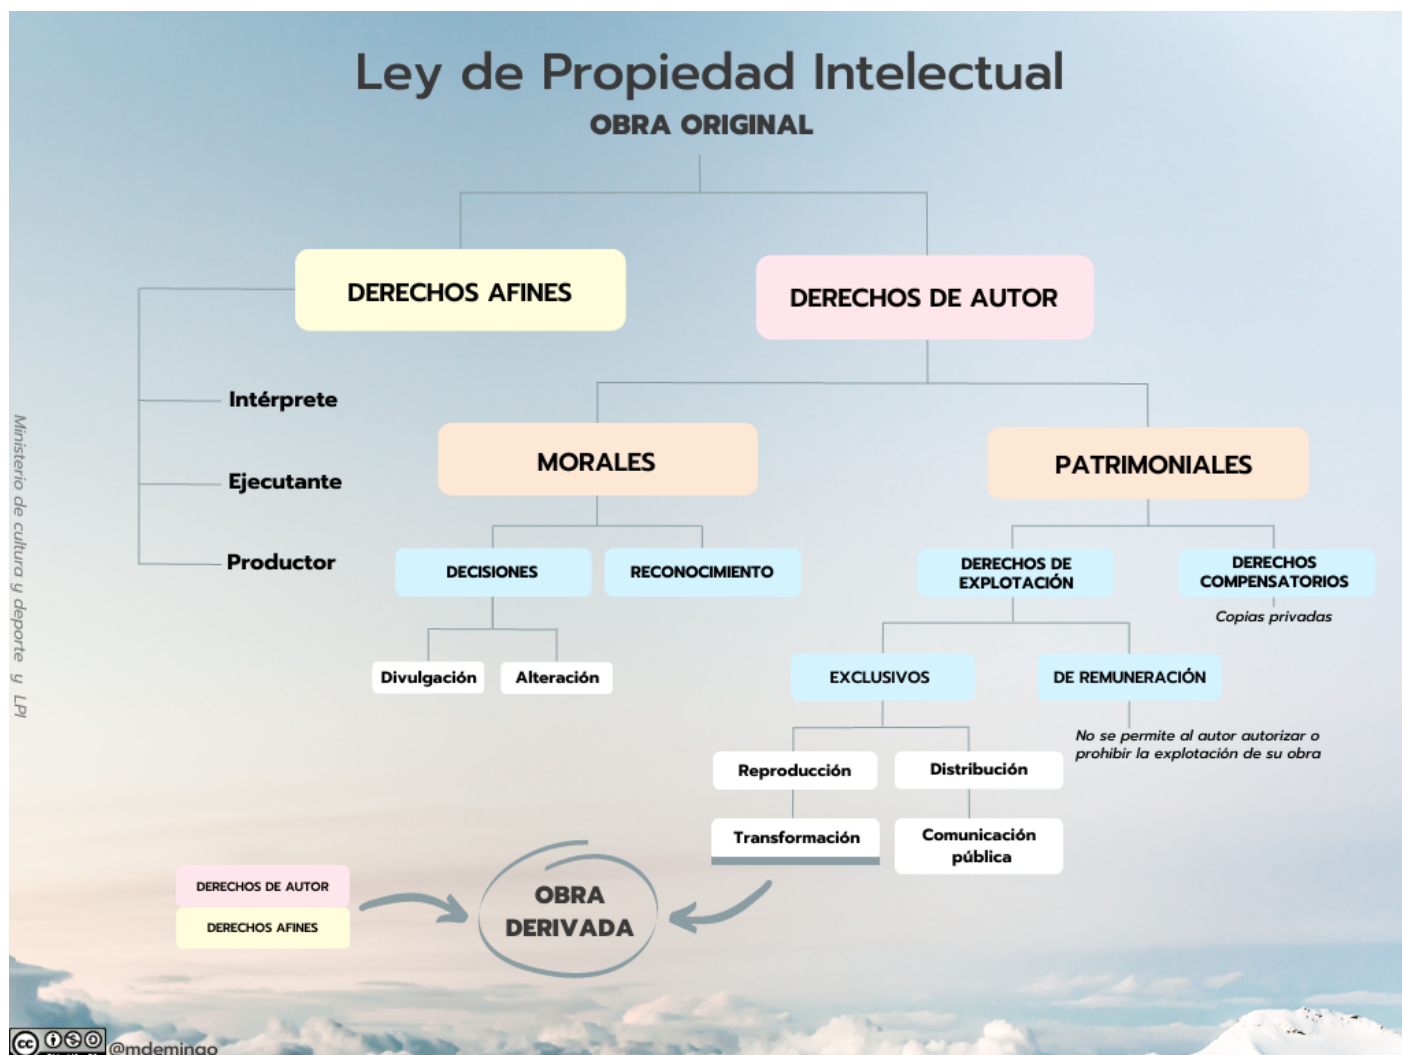 Ley de Propiedad Intelectual
OBRA ORIGINAL
DERECHOS AFINES
DERECHOS DE AUTOR
Intérprete
Ejecutante
Productor
MORALES
PATRIMONIALES
DECISIONES
RECONOCIMIENTO
DERECHOS DE
EXPLOTACIÓN
DERECHOS
COMPENSATORIOS
Copias privadas
Divulgación
Alteración
EXCLUSIVOS
DE REMUNERACIÓN
No se permite al autor autorizar o
prohibir la explotación de su obra
Reproducción
Distribución
Transformación
Comunicación
pública
DERECHOS DE AUTOR
DERECHOS AFINES
OBRA
DERIVADA
Ministerio de cultura y deporte y LPI
cc
@mdemingo